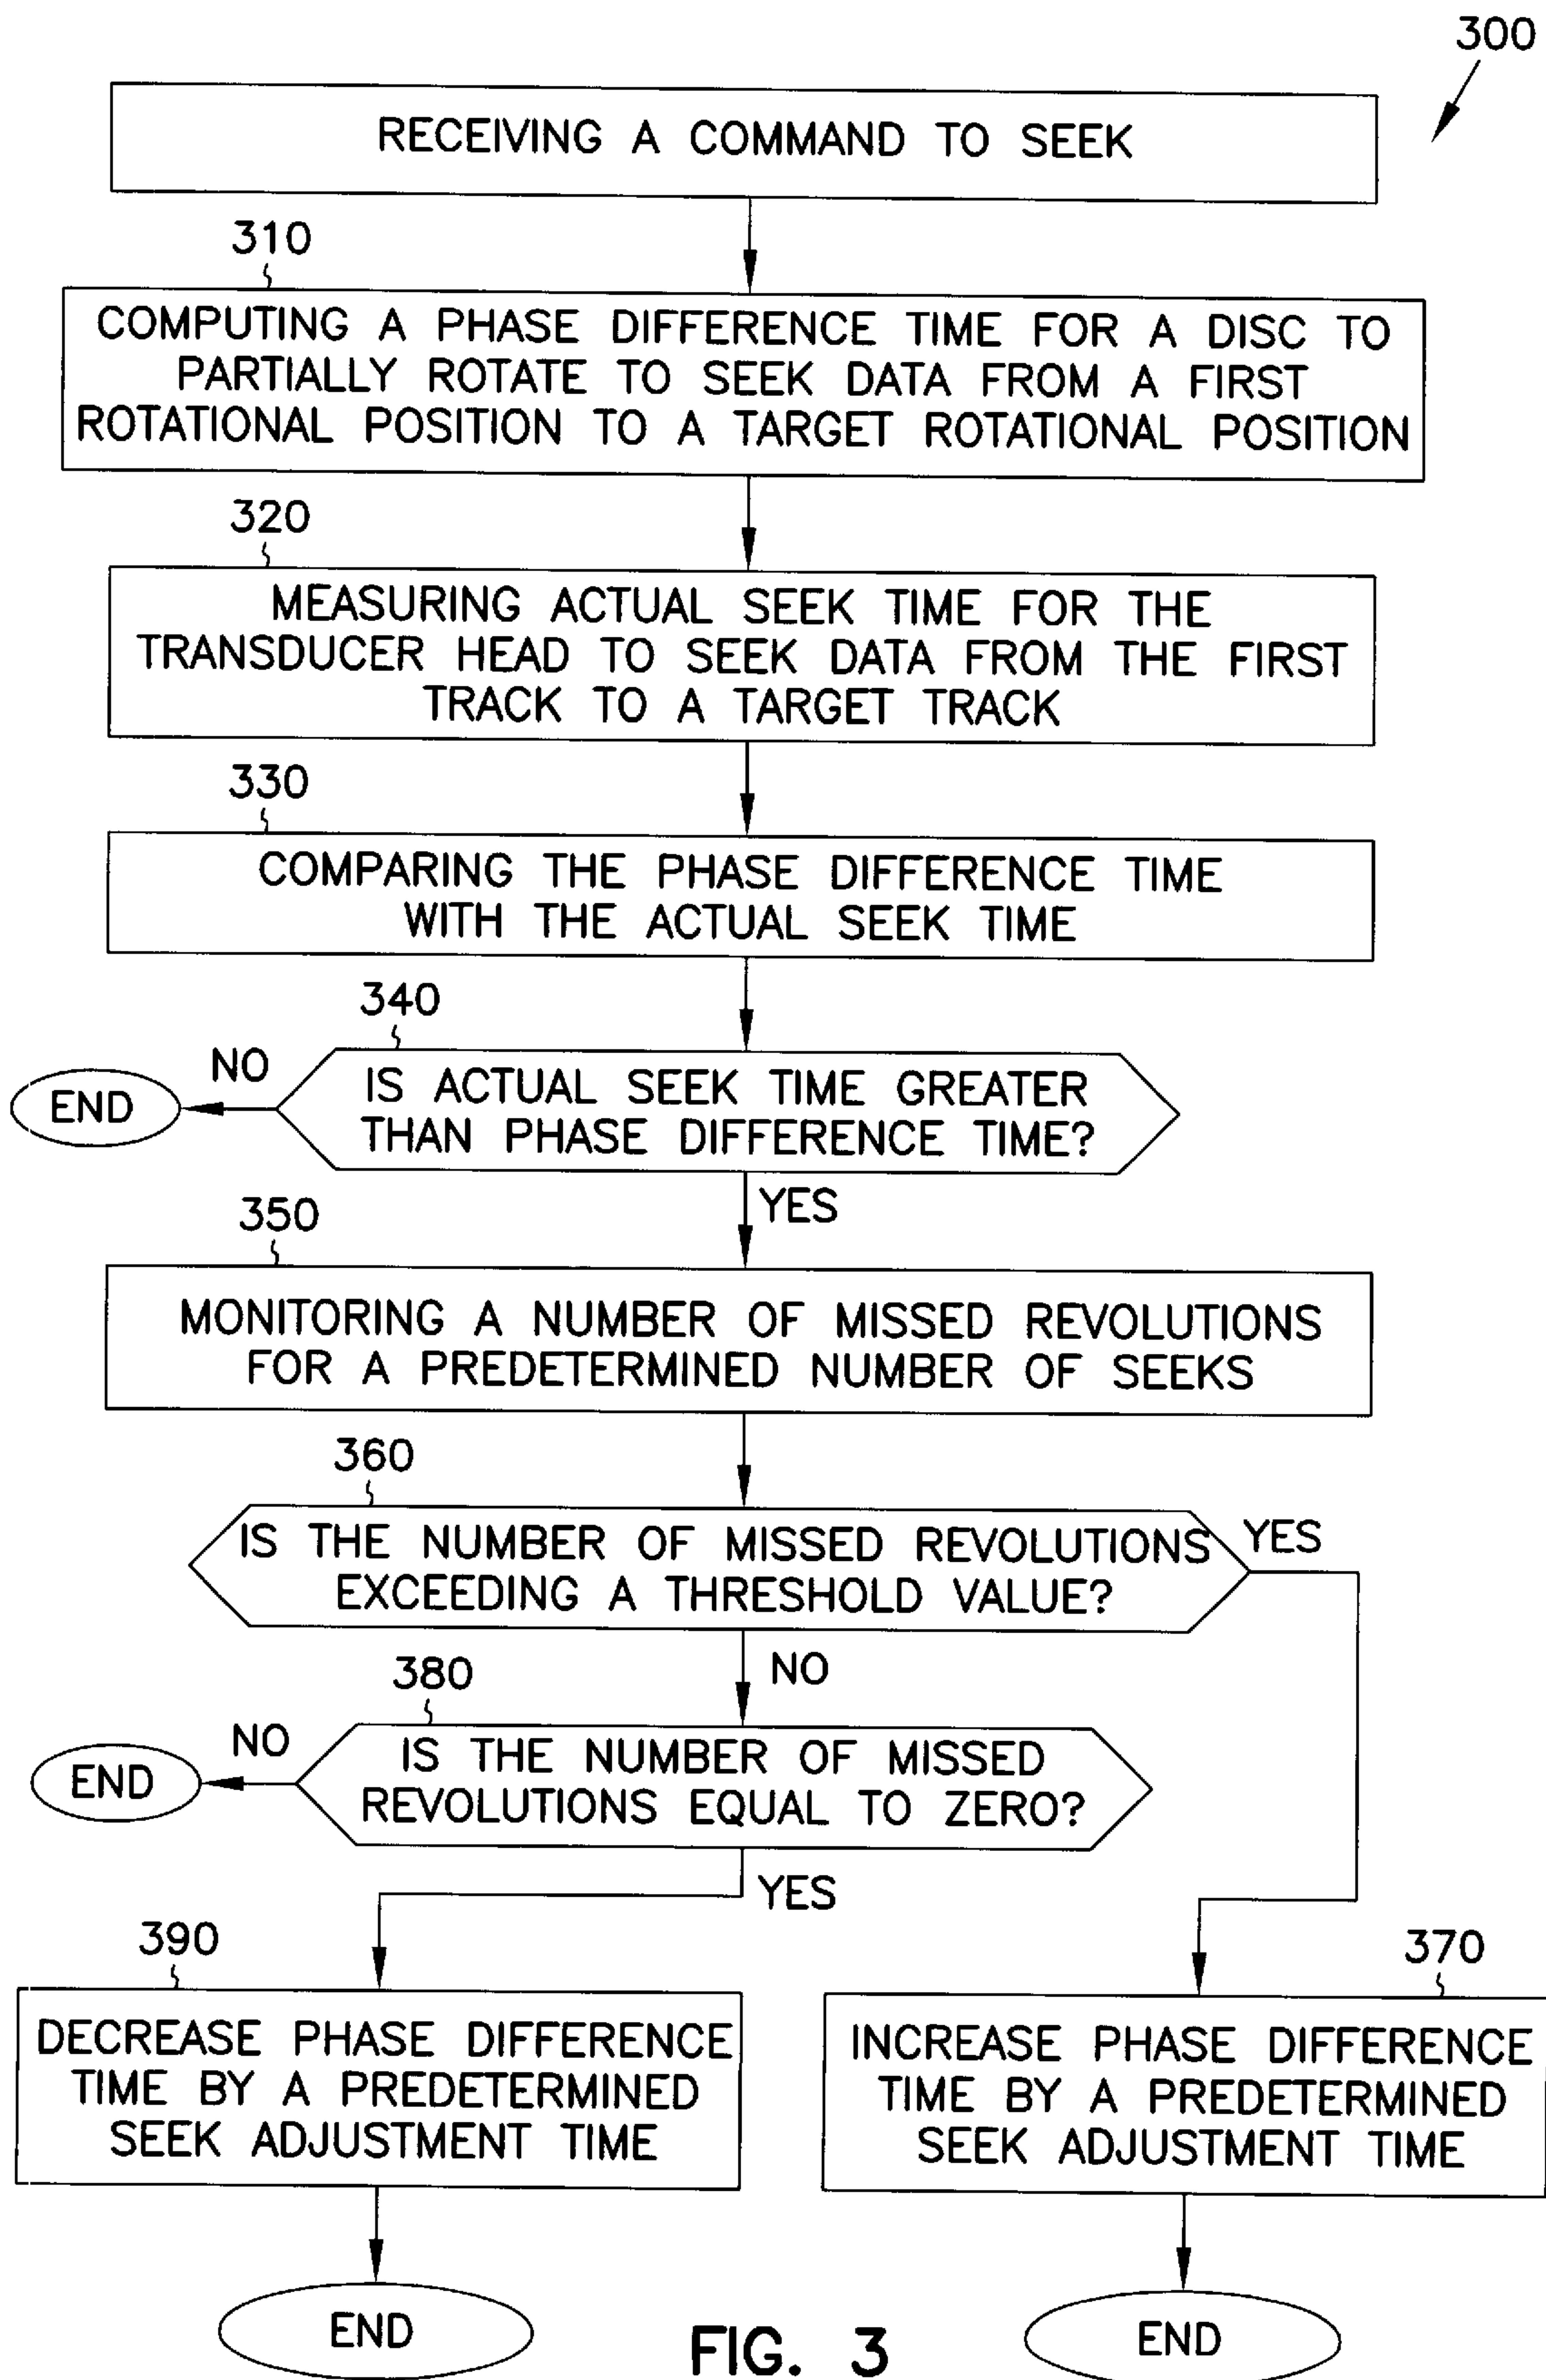 300
RECEIVING A COMMAND TO SEEK
310
COMPUTING A PHASE DIFFERENCE TIME FOR A DISC TO
PARTIALLY ROTATE TO SEEK DATA FROM A FIRST
ROTATIONAL POSITION TO A TARGET ROTATIONAL POSITION
320
MEASURING ACTUAL SEEK TIME FOR THE
TRANSDUCER HEAD TO SEEK DATA FROM THE FIRST
TRACK TO A TARGET TRACK
330
COMPARING THE PHASE DIFFERENCE TIME
WITH THE ACTUAL SEEK TIME
340
IS ACTUAL SEEK TIME GREATER
THAN PHASE DIFFERENCE TIME?
NO
END
YES
350
MONITORING A NUMBER OF MISSED REVOLUTIONS
FOR A PREDETERMINED NUMBER OF SEEKS
360
IS THE NUMBER OF MISSED REVOLUTIONS
EXCEEDING A THRESHOLD VALUE?
YES
NO
380
IS THE NUMBER OF MISSED
REVOLUTIONS EQUAL TO ZERO?
NO
END
YES
390
DECREASE PHASE DIFFERENCE
TIME BY A PREDETERMINED
SEEK ADJUSTMENT TIME
370
INCREASE PHASE DIFFERENCE
TIME BY A PREDETERMINED
SEEK ADJUSTMENT TIME
END
END
FIG. 3